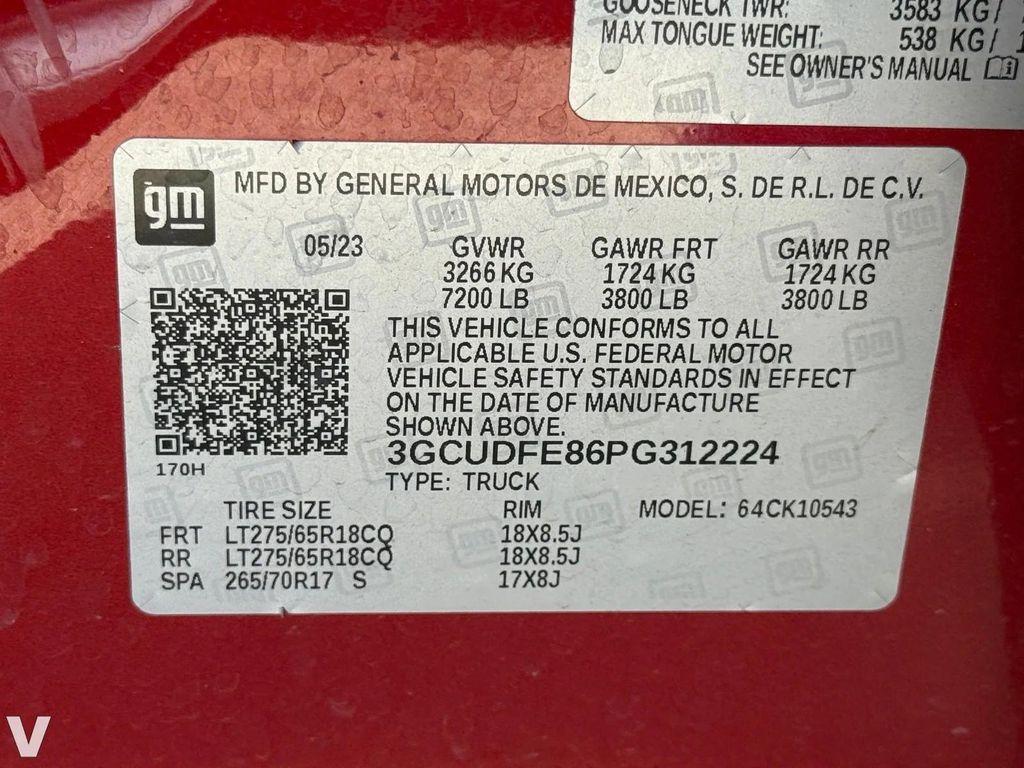 GOOSENECK TWR: 3583 KG/
MAX TONGUE WEIGHT: 538 KG/ 1
SEE OWNER'S MANUAL
gm MFD BY GENERAL MOTORS DE MEXICO, S. DE R.L. DE C.V.
05/23 GVWR GAWR FRT GAWR RR
3266 KG 1724 KG 1724 KG
7200 LB 3800 LB 3800 LB
THIS VEHICLE CONFORMS TO ALL
APPLICABLE U.S. FEDERAL MOTOR
VEHICLE SAFETY STANDARDS IN EFFECT
ON THE DATE OF MANUFACTURE
SHOWN ABOVE.
3GCUDFE86PG312224
170H
TYPE: TRUCK
TIRE SIZE RIM MODEL: 64CK10543
FRT LT275/65R18CQ 18X8.5J
RR LT275/65R18CQ 18X8.5J
SPA 265/70R17 S 17X8J
V